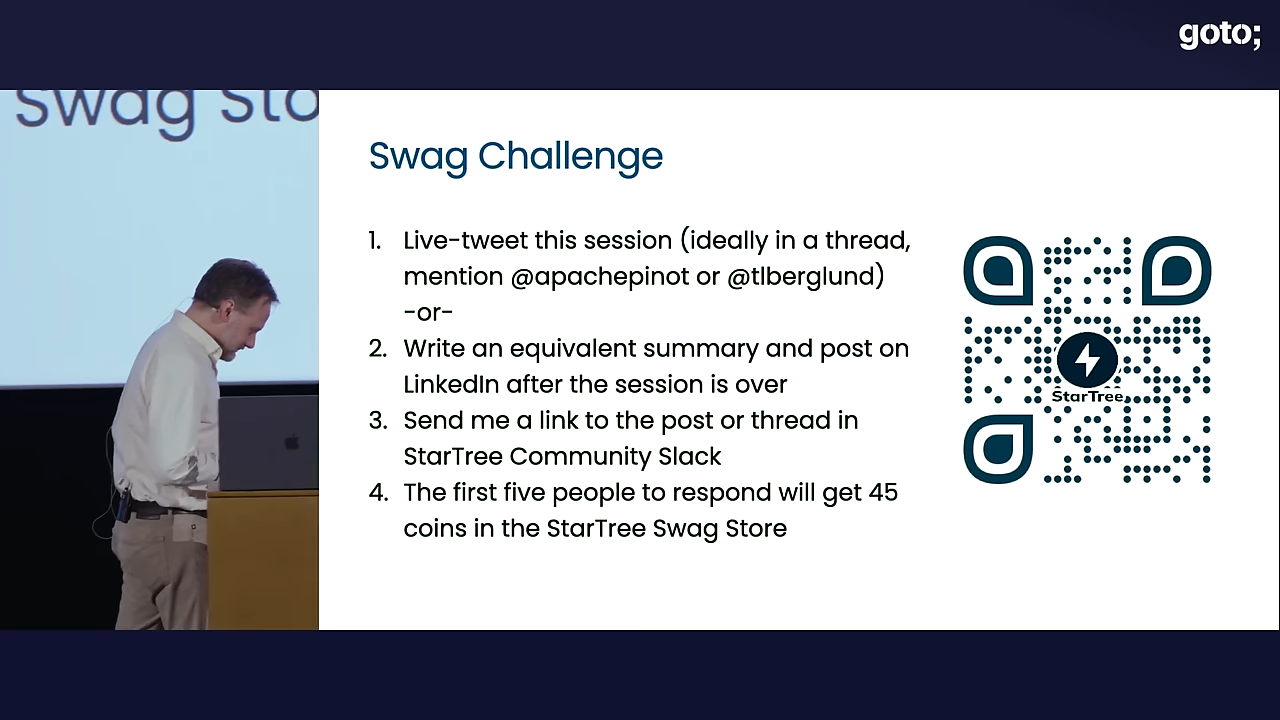 goto;
Swag Sto
Swag Challenge
1. Live-tweet this session (ideally in a thread,
mention @apachepinot or @tlberglund)
-or-
2. Write an equivalent summary and post on
LinkedIn after the session is over
3. Send me a link to the post or thread in
StarTree Community Slack
4. The first five people to respond will get 45
coins in the StarTree Swag Store
StarTree